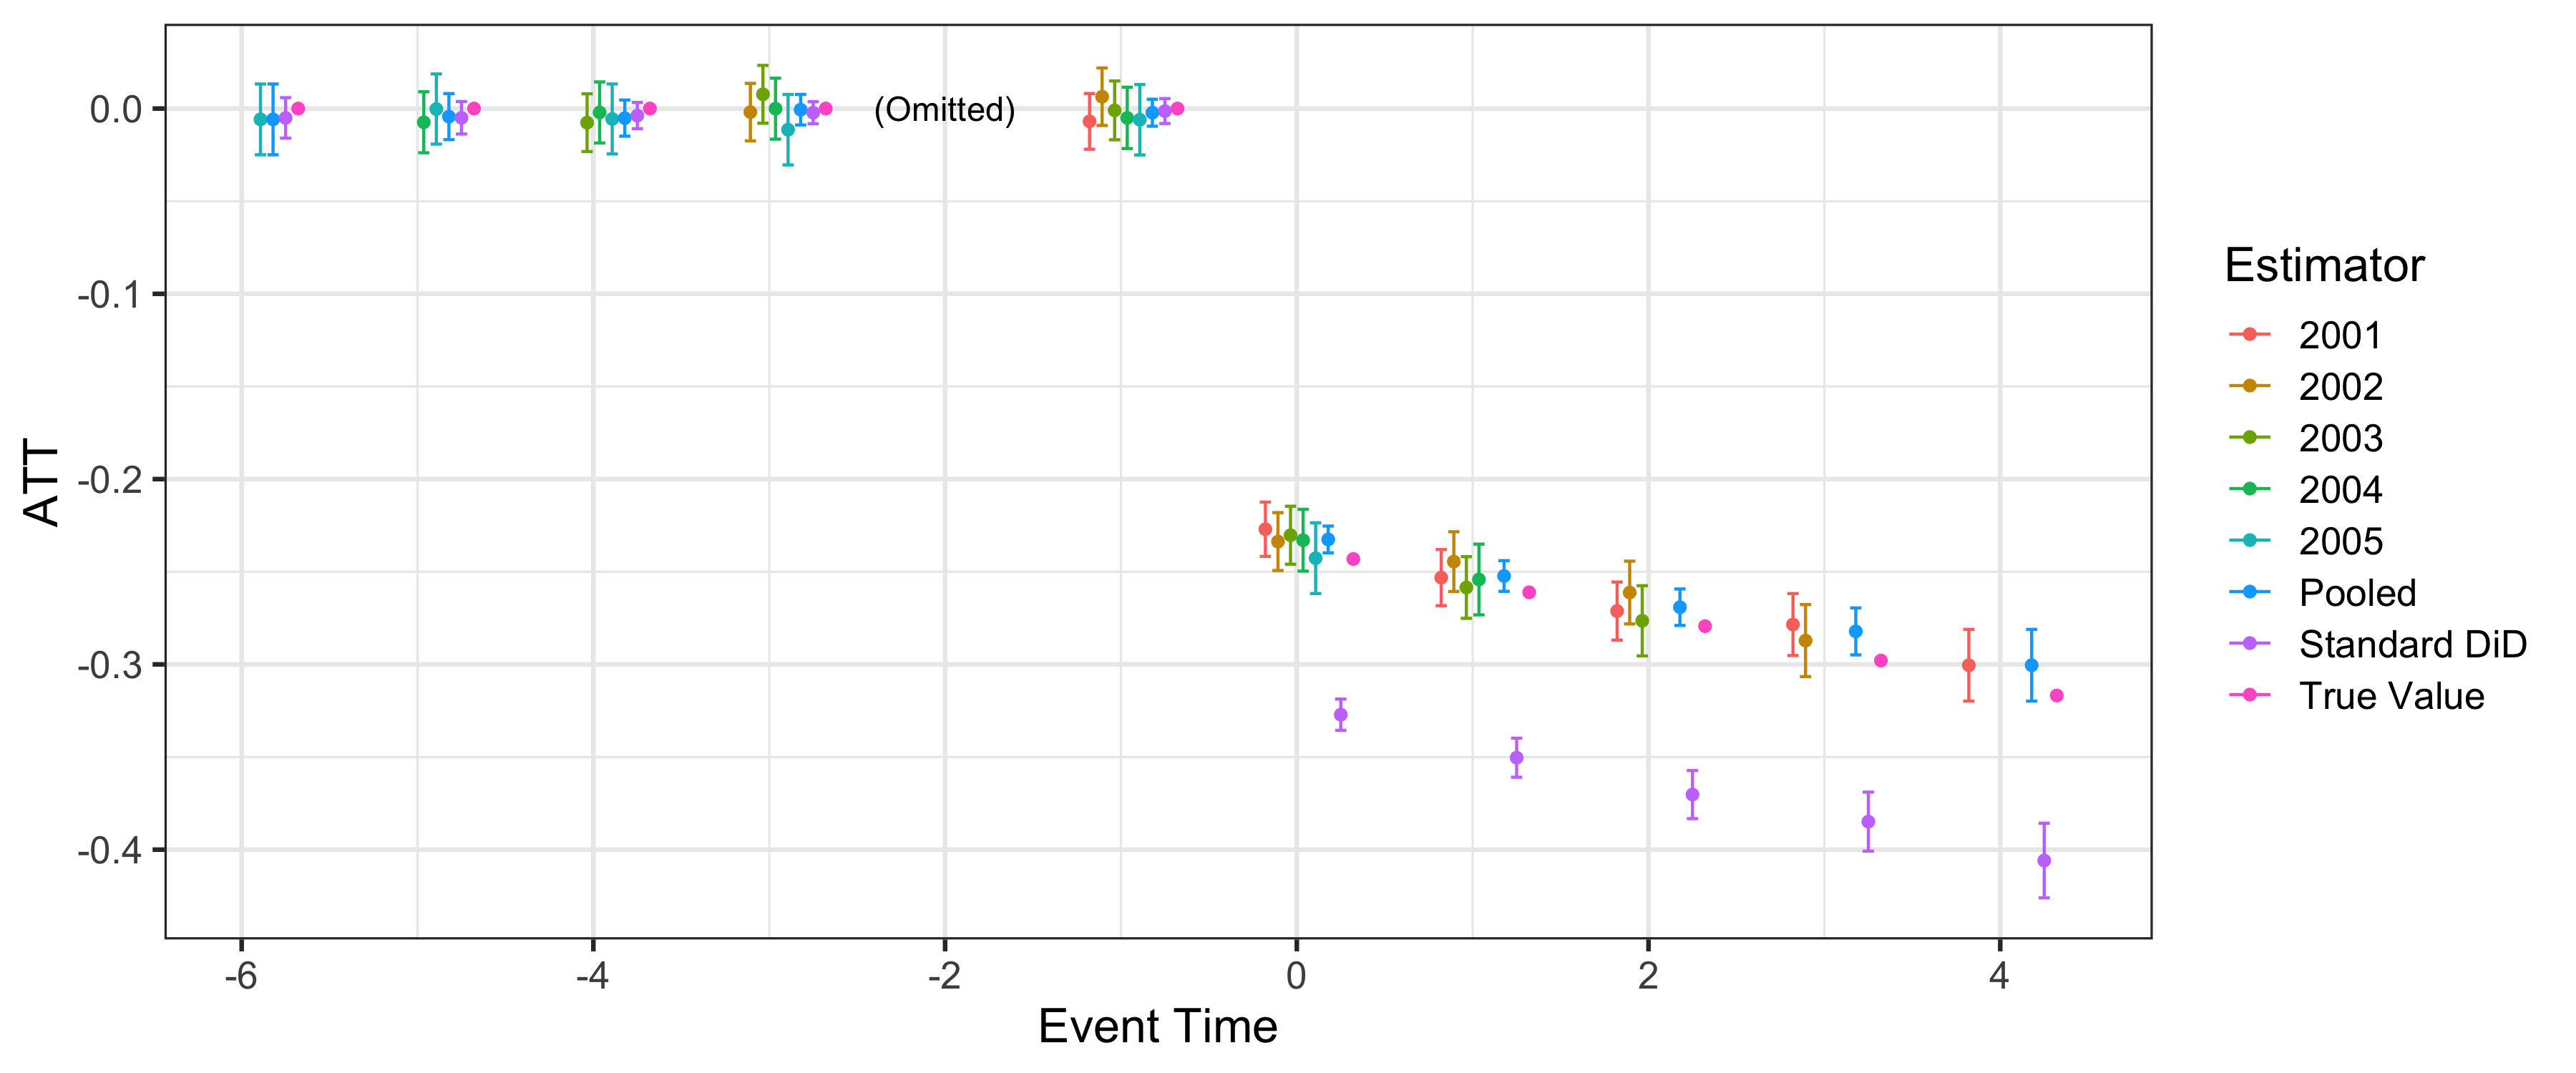 0.0
-0.1
-0.2
-0.3
-0.4
ATT
(Omitted)
-6
-4
-2
0
2
4
Event Time
Estimator
2001
2002
2003
2004
2005
Pooled
Standard DiD
True Value